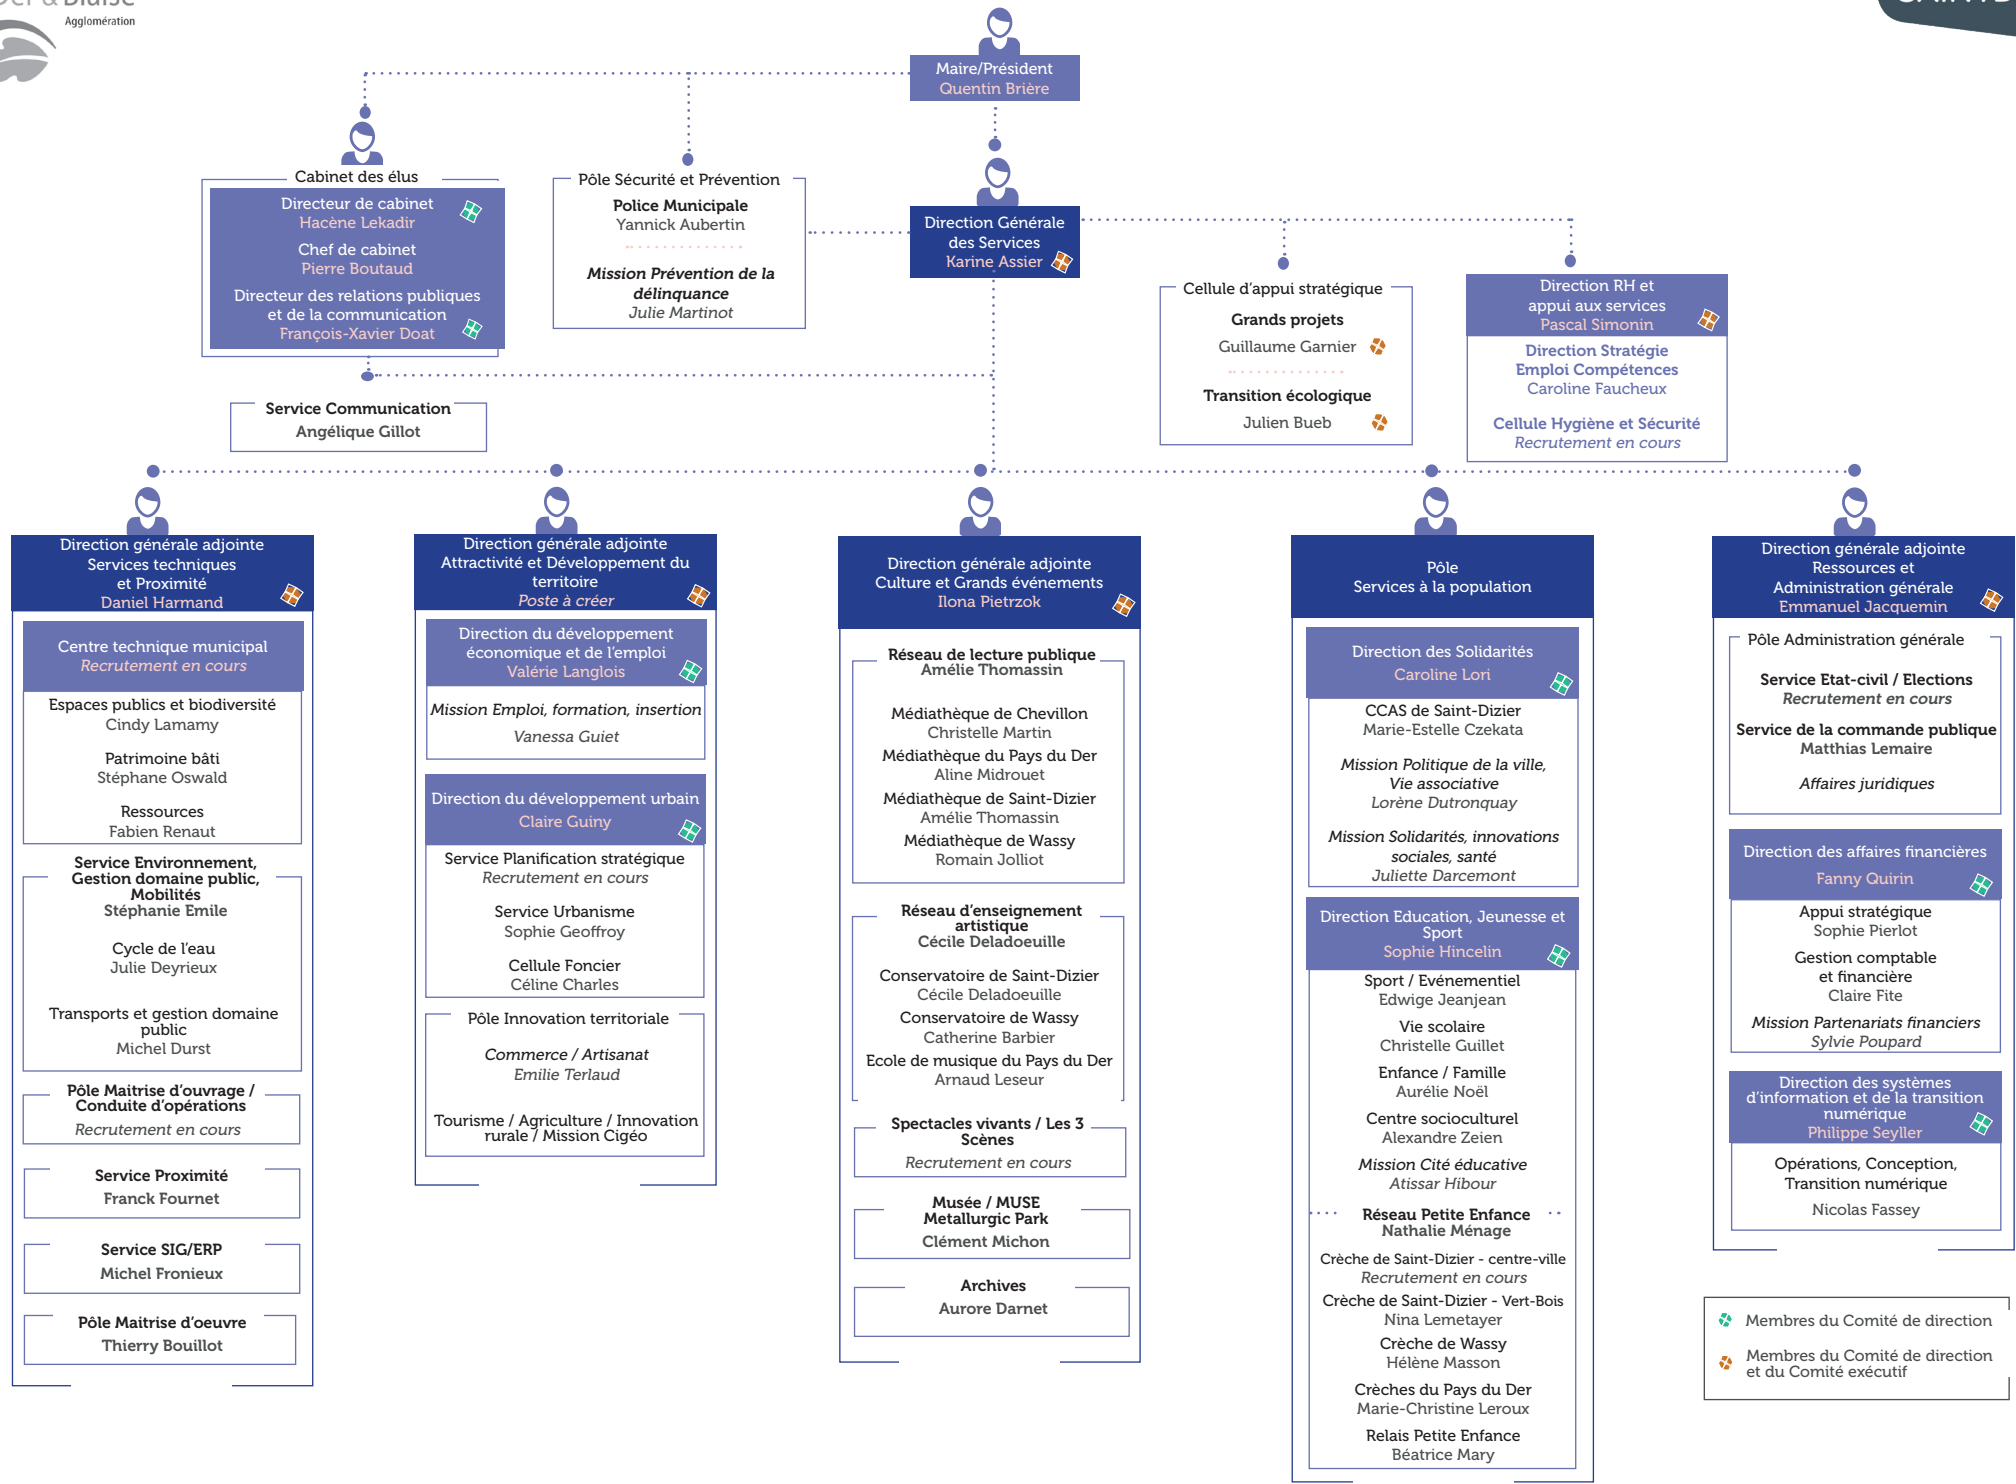 Agglomération
Maire/Président
Quentin Brière
Cabinet des élus
Directeur de cabinet
Hacène Lekadir
Chef de cabinet
Pierre Boutaud
Directeur des relations publiques
et de la communication
François-Xavier Doat
Pôle Sécurité et Prévention
Police Municipale
Yannick Aubertin
Mission Prévention de la
délinquance
Julie Martinot
Direction Générale
des Services
Karine Assier
Cellule d'appui stratégique
Grands projets
Guillaume Garnier
Transition écologique
Julien Bueb
Direction RH et
appui aux services
Pascal Simonin
Direction Stratégie
Emploi Compétences
Caroline Faucheux
Cellule Hygiène et Sécurité
Recrutement en cours
Service Communication
Angélique Gillot
Direction générale adjointe
Services techniques
et Proximité
Daniel Harmand
Centre technique municipal
Recrutement en cours
Espaces publics et biodiversité
Cindy Lamamy
Patrimoine bâti
Stéphane Oswald
Ressources
Fabien Renaut
Service Environnement,
Gestion domaine public,
Mobilités
Stéphanie Emile
Cycle de l'eau
Julie Deyrieux
Transports et gestion domaine
public
Michel Durst
Pôle Maitrise d'ouvrage /
Conduite d'opérations
Recrutement en cours
Service Proximité
Franck Fournet
Service SIG/ERP
Michel Fronieux
Pôle Maitrise d'oeuvre
Thierry Bouillot
Direction générale adjointe
Attractivité et Développement du
territoire
Poste à créer
Direction du développement
économique et de l'emploi
Valérie Langlois
Mission Emploi, formation, insertion
Vanessa Guiet
Direction du développement urbain
Claire Guiny
Service Planification stratégique
Recrutement en cours
Service Urbanisme
Sophie Geoffroy
Cellule Foncier
Céline Charles
Pôle Innovation territoriale
Commerce / Artisanat
Emilie Terlaud
Tourisme / Agriculture / Innovation
rurale / Mission Cigéo
Direction générale adjointe
Culture et Grands événements
Ilona Pietrzok
Réseau de lecture publique
Amélie Thomassin
Médiathèque de Chevillon
Christelle Martin
Médiathèque du Pays du Der
Aline Midrouet
Médiathèque de Saint-Dizier
Amélie Thomassin
Médiathèque de Wassy
Romain Jolliot
Réseau d'enseignement
artistique
Cécile Deladoeuille
Conservatoire de Saint-Dizier
Cécile Deladoeuille
Conservatoire de Wassy
Catherine Barbier
Ecole de musique du Pays du Der
Arnaud Leseur
Spectacles vivants / Les 3
Scènes
Recrutement en cours
Musée / MUSE
Metallurgic Park
Clément Michon
Archives
Aurore Darnet
Pôle
Services à la population
Direction des Solidarités
Caroline Lori
CCAS de Saint-Dizier
Marie-Estelle Czekata
Mission Politique de la ville,
Vie associative
Lorène Dutronquay
Mission Solidarités, innovations
sociales, santé
Juliette Darcemont
Direction Education, Jeunesse et
Sport
Sophie Hincelin
Sport / Evénementiel
Edwige Jeanjean
Vie scolaire
Christelle Guillet
Enfance / Famille
Aurélie Noël
Centre socioculturel
Alexandre Zeien
Mission Cité éducative
Atissar Hibour
Réseau Petite Enfance
Nathalie Ménage
Crèche de Saint-Dizier - centre-ville
Recrutement en cours
Crèche de Saint-Dizier - Vert-Bois
Nina Lemetayer
Crèche de Wassy
Hélène Masson
Crèches du Pays du Der
Marie-Christine Leroux
Relais Petite Enfance
Béatrice Mary
Direction générale adjointe
Ressources et
Administration générale
Emmanuel Jacquemin
Pôle Administration générale
Service Etat-civil / Elections
Recrutement en cours
Service de la commande publique
Matthias Lemaire
Affaires juridiques
Direction des affaires financières
Fanny Quirin
Appui stratégique
Sophie Pierlot
Gestion comptable
et financière
Claire Fite
Mission Partenariats financiers
Sylvie Poupard
Direction des systèmes
d'information et de la transition
numérique
Philippe Seyller
Opérations, Conception,
Transition numérique
Nicolas Fassey
Membres du Comité de direction
Membres du Comité de direction
et du Comité exécutif